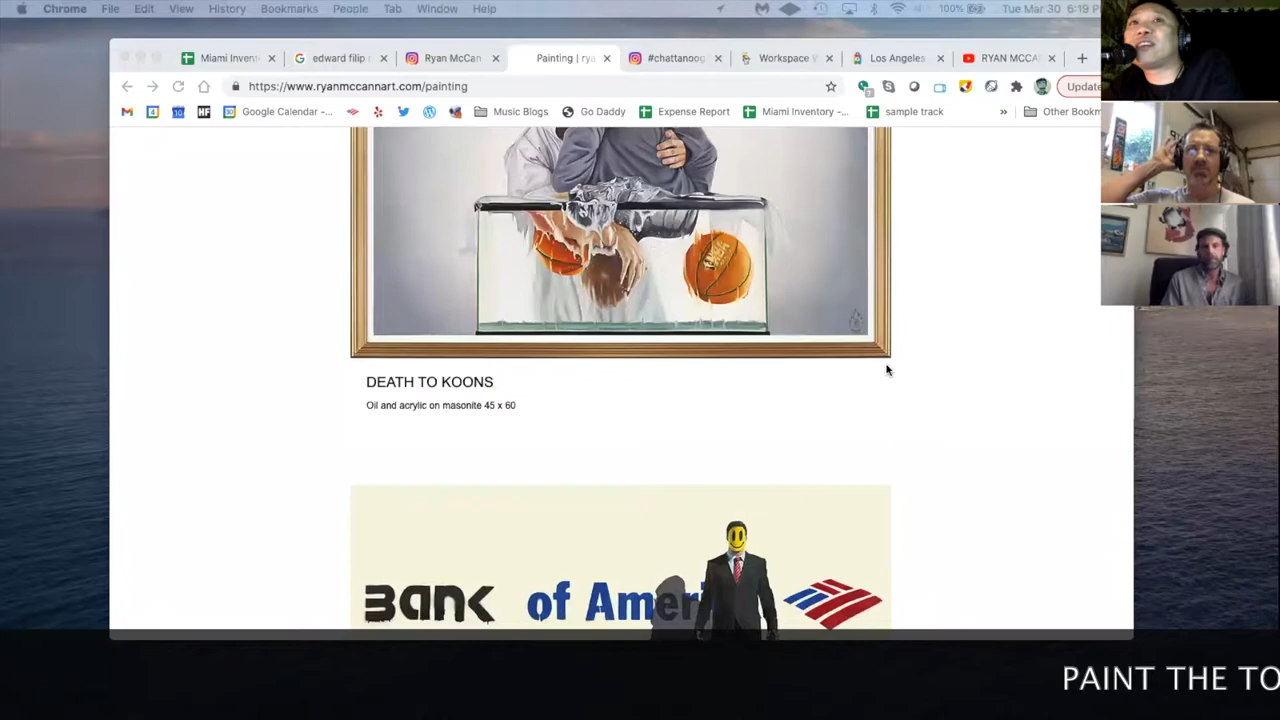 Chrome File Edit View History Bookmarks People Tab Window Help 100% Tue Mar 30 6:19 P
Miami Invent edward filip r Ryan McCan Painting | rya #chattanoog Workspace Los Angeles RYAN MCCA
https://www.ryanmccannart.com/painting Update
Google Calendar -... Music Blogs Go Daddy Expense Report Miami Inventory -... sample track » Other Bookm
DEATH TO KOONS
Oil and acrylic on masonite 45 x 60
Bank of Ameri
PAINT THE TO